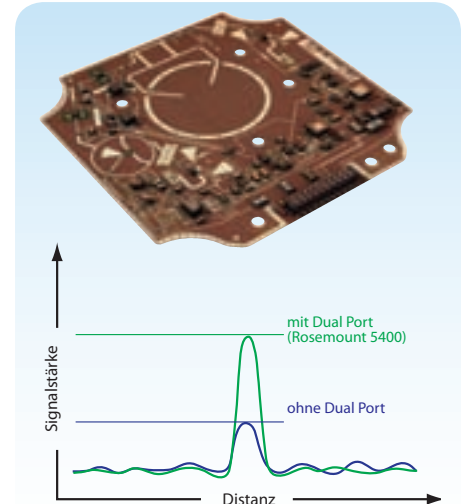 mit Dual Port
(Rosemount 5400)
ohne Dual Port
Signalstärke
Distanz